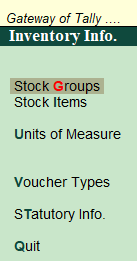 Gateway of Tally ....
Inventory Info.
Stock Groups
Stock Items
Units of Measure
Voucher Types
STatutory Info.
Quit